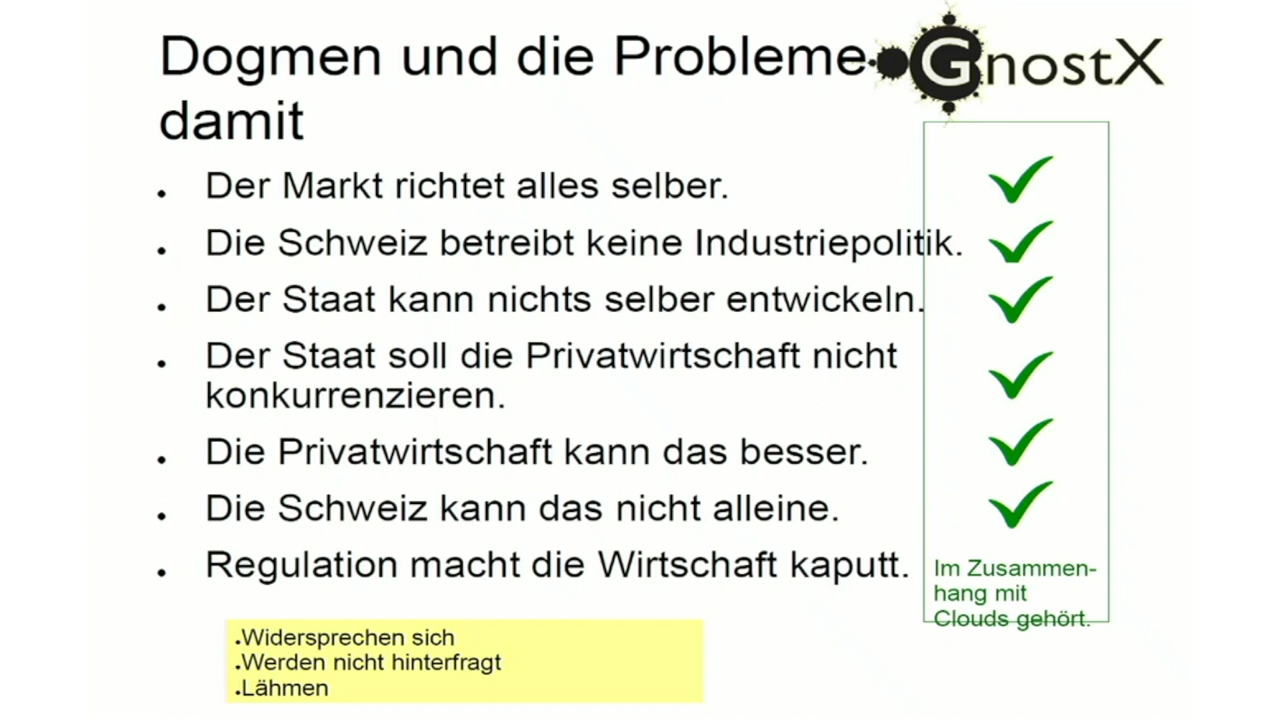 Dogmen und die Probleme
damit
GnostX
• Der Markt richtet alles selber.
• Die Schweiz betreibt keine Industriepolitik.
• Der Staat kann nichts selber entwickeln.
• Der Staat soll die Privatwirtschaft nicht
konkurrenzieren.
• Die Privatwirtschaft kann das besser.
• Die Schweiz kann das nicht alleine.
• Regulation macht die Wirtschaft kaputt.
Im Zusammen-
hang mit
Clouds gehört.
•Widersprechen sich
•Werden nicht hinterfragt
•Lähmen